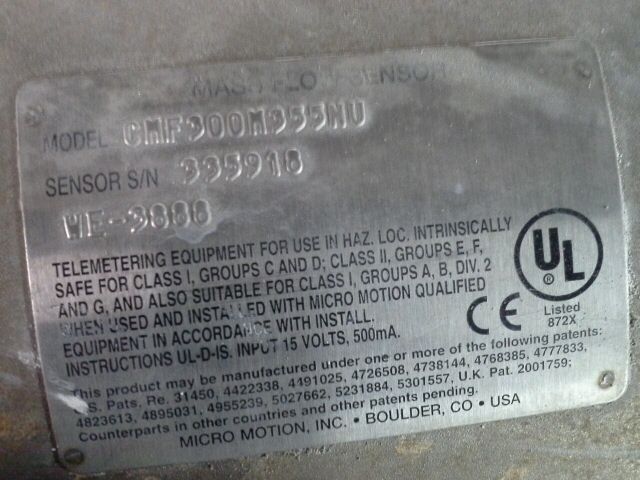 MASS FLOW SENSOR
MODEL CMF300M355NU
SENSOR S/N 335918
TELEMETERING EQUIPMENT FOR USE IN HAZ. LOC. INTRINSICALLY
SAFE FOR CLASS I, GROUPS C AND D; CLASS II, GROUPS E, F,
AND G, AND ALSO SUITABLE FOR CLASS I, GROUPS A, B, DIV. 2
WHEN USED AND INSTALLED WITH MICRO MOTION QUALIFIED
EQUIPMENT IN ACCORDANCE WITH INSTALL.
INSTRUCTIONS UL-D-IS. INPUT 15 VOLTS, 500mA.
UL
®
Listed
872X
CE
This product may be manufactured under one or more of the following patents:
U.S. Pats. Re. 31450, 4422338, 4491025, 4726508, 4738144, 4768385, 4777833,
4823613, 4895031, 4955239, 5027662, 5231884, 5301557, U.K. Pat. 2001759;
Counterparts in other countries and other patents pending.
MICRO MOTION, INC. • BOULDER, CO • USA